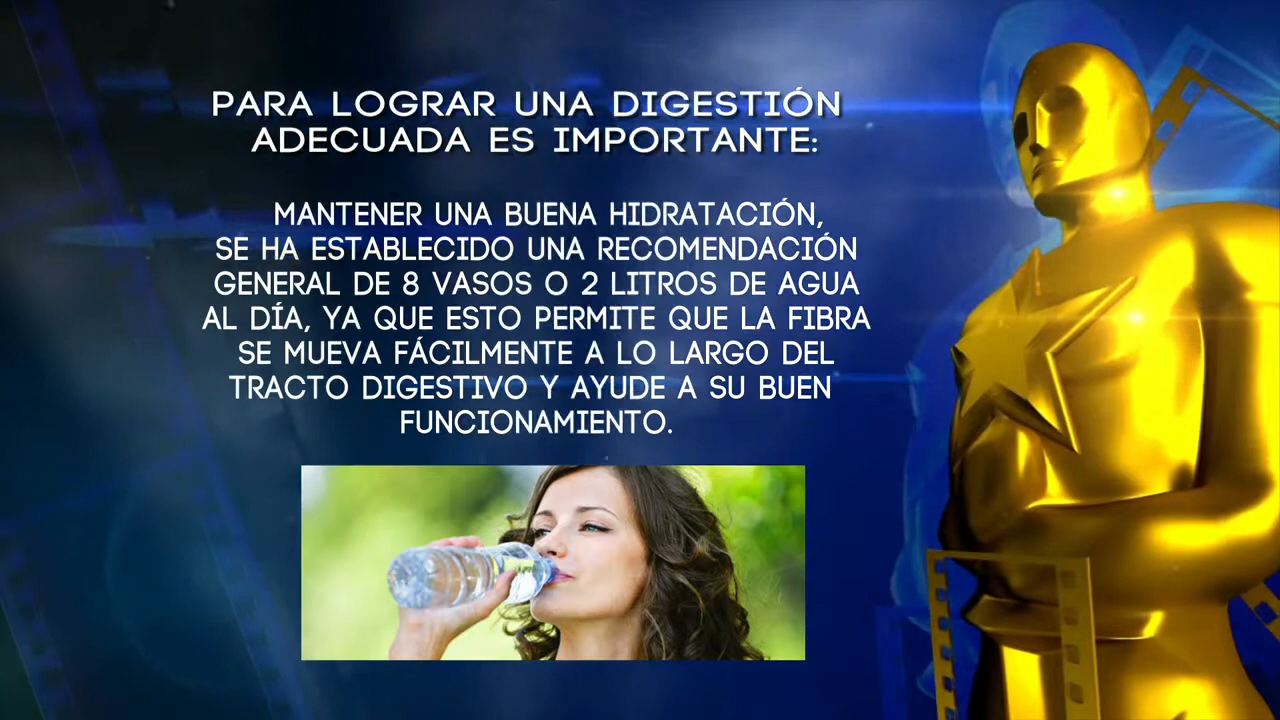 PARA LOGRAR UNA DIGESTIÓN
ADECUADA ES IMPORTANTE:
MANTENER UNA BUENA HIDRATACIÓN,
SE HA ESTABLECIDO UNA RECOMENDACIÓN
GENERAL DE 8 VASOS O 2 LITROS DE AGUA
AL DÍA, YA QUE ESTO PERMITE QUE LA FIBRA
SE MUEVA FÁCILMENTE A LO LARGO DEL
TRACTO DIGESTIVO Y AYUDE A SU BUEN
FUNCIONAMIENTO.